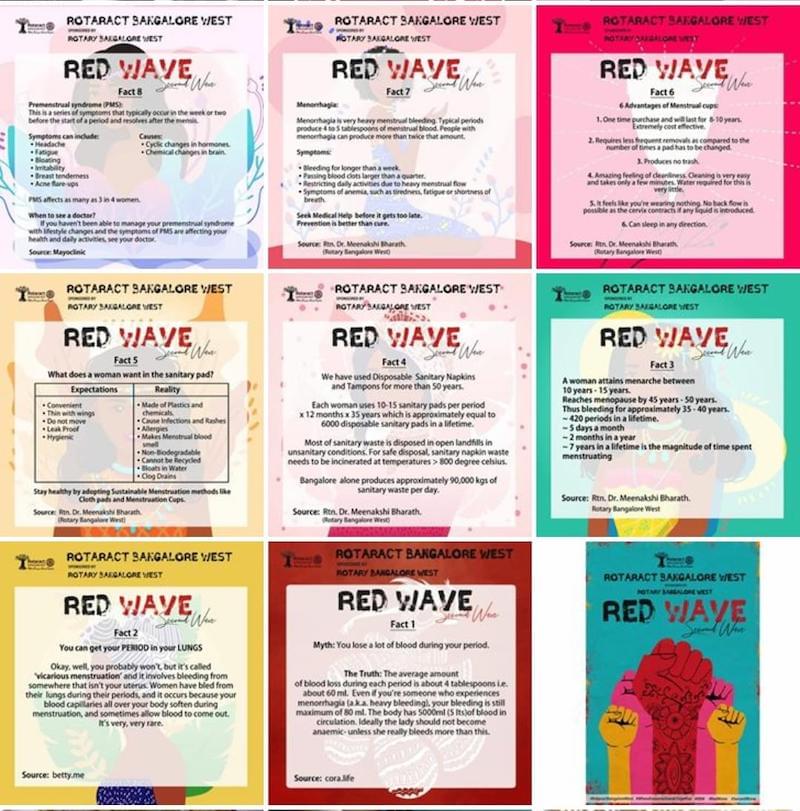 ROTARACT BANGALORE WEST
SPONSORED BY
ROTARY BANGALORE WEST
Rotaract
RED WAVE
Second Wave
Fact 8
Premenstrual syndrome (PMS):
This is a series of symptoms that typically occur in the week or two
before the start of a period and resolves after the mensis.
Symptoms can include:
• Headache
• Fatigue
• Bloating
• Irritability
• Breast tenderness
• Acne flare-ups
Causes:
• Cyclic changes in hormones.
• Chemical changes in brain.
PMS affects as many as 3 in 4 women.
When to see a doctor?
If you haven't been able to manage your premenstrual syndrome
with lifestyle changes and the symptoms of PMS are affecting your
health and daily activities, see your doctor.
Source: Mayoclinic
ROTARACT BANGALORE WEST
SPONSORED BY
ROTARY BANGALORE WEST
Rotaract
RED WAVE
Second Wave
Fact 7
Menorrhagia:
Menorrhagia is very heavy menstrual bleeding. Typical periods
produce 4 to 5 tablespoons of menstrual blood. People with
menorrhagia can produce more than twice that amount.
Symptoms:
• Bleeding for longer than a week.
• Passing blood clots larger than a quarter.
• Restricting daily activities due to heavy menstrual flow
• Symptoms of anemia, such as tiredness, fatigue or shortness of
breath.
Seek Medical Help before it gets too late.
Prevention is better than cure.
Source: Rtn. Dr. Meenakshi Bharath.
(Rotary Bangalore West)
ROTARACT BANGALORE WEST
SPONSORED BY
ROTARY BANGALORE WEST
Rotaract
RED WAVE
Second Wave
Fact 6
6 Advantages of Menstrual cups:
1. One time purchase and will last for 8-10 years.
Extremely cost effective.
2. Requires less frequent removals as compared to the
number of times a pad has to be changed.
3. Produces no trash.
4. Amazing feeling of cleanliness. Cleaning is very easy
and takes only a few minutes. Water required for this is
very little.
5. It feels like you're wearing nothing. No back flow is
possible as the cervix contracts if any liquid is introduced.
6. Can sleep in any direction.
Source: Rtn. Dr. Meenakshi Bharath.
(Rotary Bangalore West)
ROTARACT BANGALORE WEST
SPONSORED BY
ROTARY BANGALORE WEST
Rotaract
RED WAVE
Second Wave
Fact 5
What does a woman want in the sanitary pad?
Expectations
• Convenient
• Thin with wings
• Do not move
• Leak Proof
• Hygienic
Reality
• Made of Plastics and
chemicals.
• Cause Infections and Rashes
• Allergies
• Makes Menstrual blood
smell
• Non-Biodegradable
• Cannot be Recycled
• Bloats in Water
• Clog Drains
Stay healthy by adopting Sustainable Menstruation methods like
Cloth pads and Menstruation Cups.
Source: Rtn. Dr. Meenakshi Bharath.
(Rotary Bangalore West)
ROTARACT BANGALORE WEST
SPONSORED BY
ROTARY BANGALORE WEST
Rotaract
RED WAVE
Second Wave
Fact 4
We have used Disposable Sanitary Napkins
and Tampons for more than 50 years.
Each woman uses 10-15 sanitary pads per period
x 12 months x 35 years which is approximately equal to
6000 disposable sanitary pads in a lifetime.
Most of sanitary waste is disposed in open landfills in
unsanitary conditions. For safe disposal, sanitary napkin waste
needs to be incinerated at temperatures > 800 degree celsius.
Bangalore alone produces approximately 90,000 kgs of
sanitary waste per day.
Source: Rtn. Dr. Meenakshi Bharath.
(Rotary Bangalore West)
ROTARACT BANGALORE WEST
SPONSORED BY
ROTARY BANGALORE WEST
Rotaract
RED WAVE
Second Wave
Fact 3
A woman attains menarche between
10 years - 15 years.
Reaches menopause by 45 years - 50 years.
Thus bleeding for approximately 35 - 40 years.
~ 420 periods in a lifetime.
~ 5 days a month
~ 2 months in a year
~ 7 years in a lifetime is the magnitude of time spent
menstruating
Source: Rtn. Dr. Meenakshi Bharath.
Rotary Bangalore West
ROTARACT BANGALORE WEST
SPONSORED BY
ROTARY BANGALORE WEST
Rotaract
RED WAVE
Second Wave
Fact 2
You can get your PERIOD in your LUNGS
Okay, well, you probably won't, but it's called
'vicarious menstruation' and it involves bleeding from
somewhere that isn't your uterus. Women have bled from
their lungs during their periods, and it occurs because your
blood capillaries all over your body soften during
menstruation, and sometimes allow blood to come out.
It's very, very rare.
Source: betty.me
ROTARACT BANGALORE WEST
SPONSORED BY
ROTARY BANGALORE WEST
Rotaract
RED WAVE
Second Wave
Fact 1
Myth: You lose a lot of blood during your period.
The Truth: The average amount
of blood loss during each period is about 4 tablespoons i.e.
about 60 ml. Even if you're someone who experiences
menorrhagia (a.k.a. heavy bleeding), your bleeding is still
maximum of 80 ml. The body has 5000ml (5 lts)of blood in
circulation. Ideally the lady should not become
anaemic- unless she really bleeds more than this.
Source: cora.life
Rotaract
ROTARACT BANGALORE WEST
SPONSORED BY
ROTARY BANGALORE WEST
RED WAVE
Second Wave